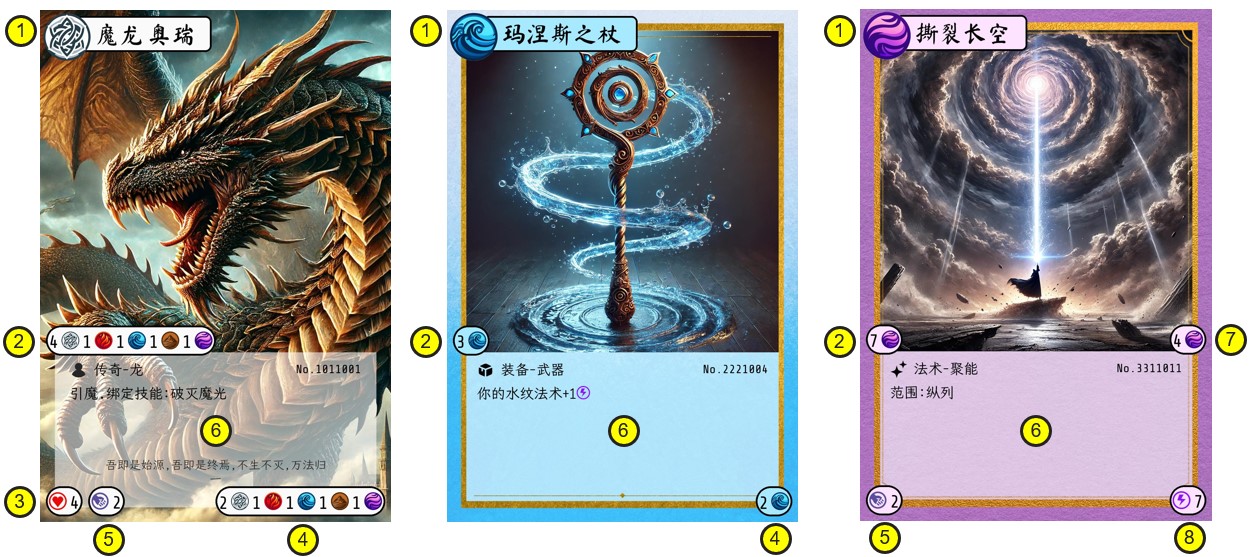 1
魔龙奥瑞
2
4 1 1 1 1
传奇-龙
No.1011001
引魔,绑定技能:破灭魔光
6
吾即是始源,吾即是终焉,不生不灭,万法归一
3
4
2
2 1 1 1 1
5
4
1
玛涅斯之杖
2
3
装备-武器
No.2221004
你的水纹法术+1
6
2
4
1
撕裂长空
2
7
4
7
法术-聚能
No.3311011
范围:纵列
6
2
7
5
8